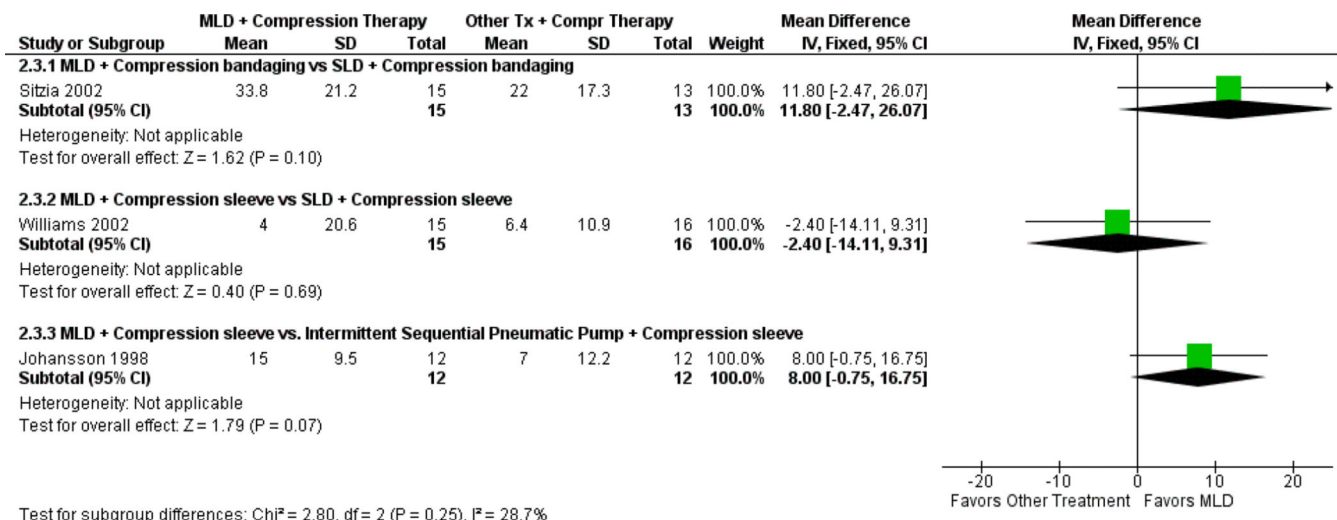 MLD + Compression Therapy Other Tx + Compr Therapy Mean Difference Mean Difference
Study or Subgroup Mean SD Total Mean SD Total Weight IV, Fixed, 95% CI IV, Fixed, 95% CI
2.3.1 MLD + Compression bandaging vs SLD + Compression bandaging
Sitzia 2002 33.8 21.2 15 22 17.3 13 100.0% 11.80 [-2.47, 26.07]
Subtotal (95% CI) 15 13 100.0% 11.80 [-2.47, 26.07]
Heterogeneity: Not applicable
Test for overall effect: Z = 1.62 (P = 0.10)
2.3.2 MLD + Compression sleeve vs SLD + Compression sleeve
Williams 2002 4 20.6 15 6.4 10.9 16 100.0% -2.40 [-14.11, 9.31]
Subtotal (95% CI) 15 16 100.0% -2.40 [-14.11, 9.31]
Heterogeneity: Not applicable
Test for overall effect: Z = 0.40 (P = 0.69)
2.3.3 MLD + Compression sleeve vs. Intermittent Sequential Pneumatic Pump + Compression sleeve
Johansson 1998 15 9.5 12 7 12.2 12 100.0% 8.00 [-0.75, 16.75]
Subtotal (95% CI) 12 12 100.0% 8.00 [-0.75, 16.75]
Heterogeneity: Not applicable
Test for overall effect: Z = 1.79 (P = 0.07)
-20 -10 0 10 20
Favors Other Treatment Favors MLD
Test for subgroup differences: Chi² = 2.80, df = 2 (P = 0.25), I² = 28.7%